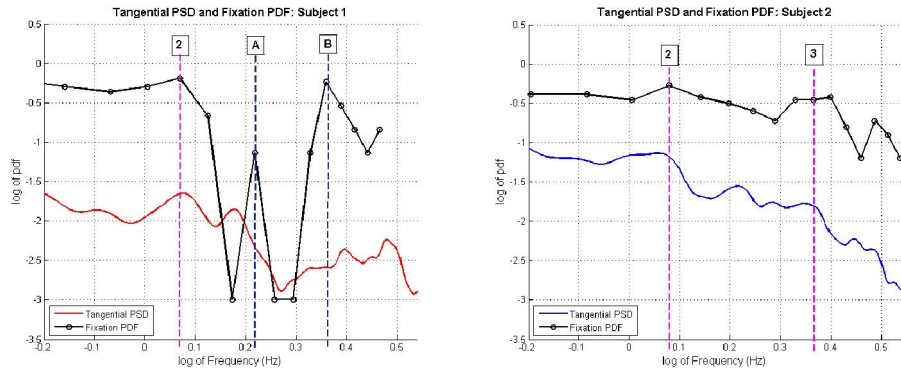 Tangential PSD and Fixation PDF: Subject 1
2
A
B
log of pdf
0
-0.5
-1
-1.5
-2
-2.5
-3
-3.5
Tangential PSD
Fixation PDF
-0.2
-0.1
0
0.1
0.2
0.3
0.4
0.5
log of Frequency (Hz)
Tangential PSD and Fixation PDF: Subject 2
2
3
log of pdf
0
-0.5
-1
-1.5
-2
-2.5
-3
-3.5
Tangential PSD
Fixation PDF
-0.2
-0.1
0
0.1
0.2
0.3
0.4
0.5
log of Frequency (Hz)